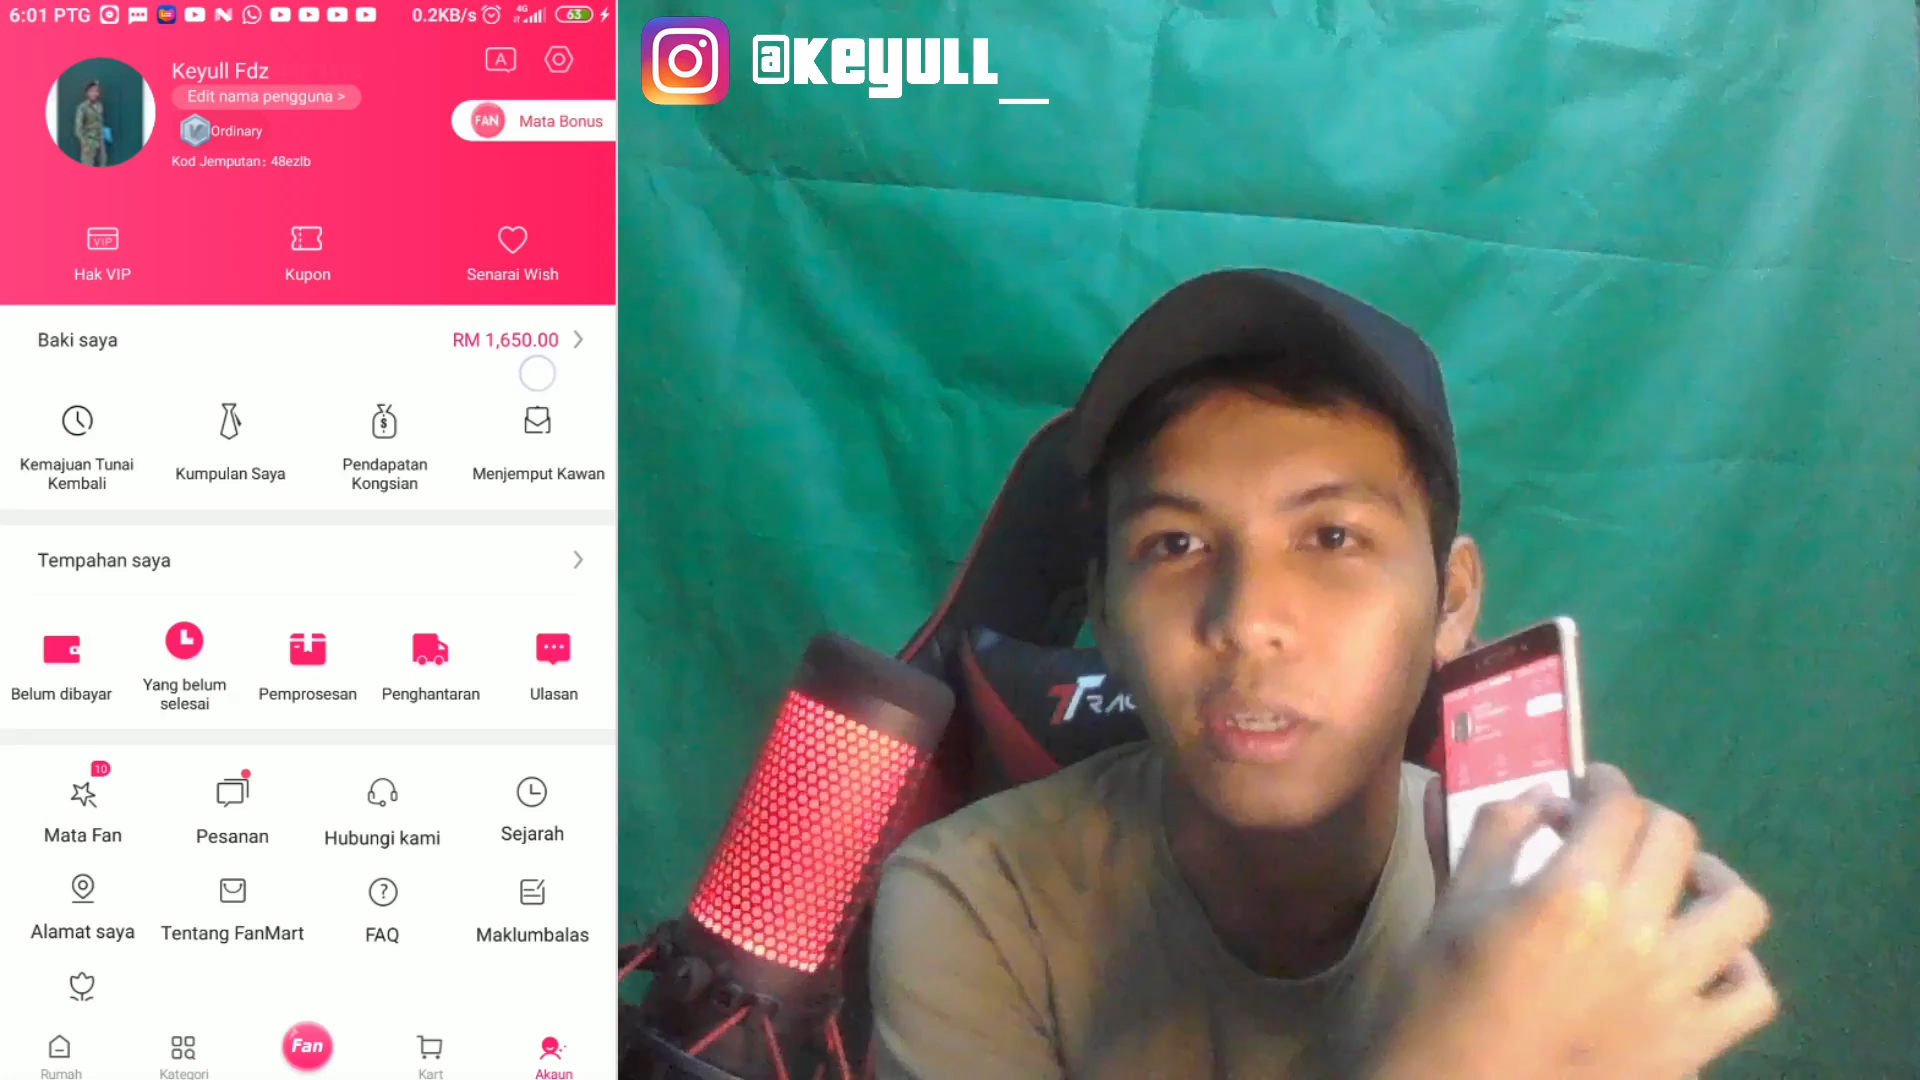 6:01 PTG
0.2KB/s
4G
63
Keyull Fdz
A
Edit nama pengguna >
Ordinary
FAN
Mata Bonus
Kod Jemputan: 48ezlb
VIP
Hak VIP
Kupon
Senarai Wish
Baki saya
RM 1,650.00
Kemajuan Tunai
Kembali
Kumpulan Saya
Pendapatan
Kongsian
Menjemput Kawan
Tempahan saya
Belum dibayar
Yang belum
selesai
Pemprosesan
Penghantaran
Ulasan
10
Mata Fan
Pesanan
Hubungi kami
Sejarah
Alamat saya
Tentang FanMart
FAQ
Maklumbalas
Fan
Rumah
Kategori
Kart
Akaun
@KEYULL_
TTRAC